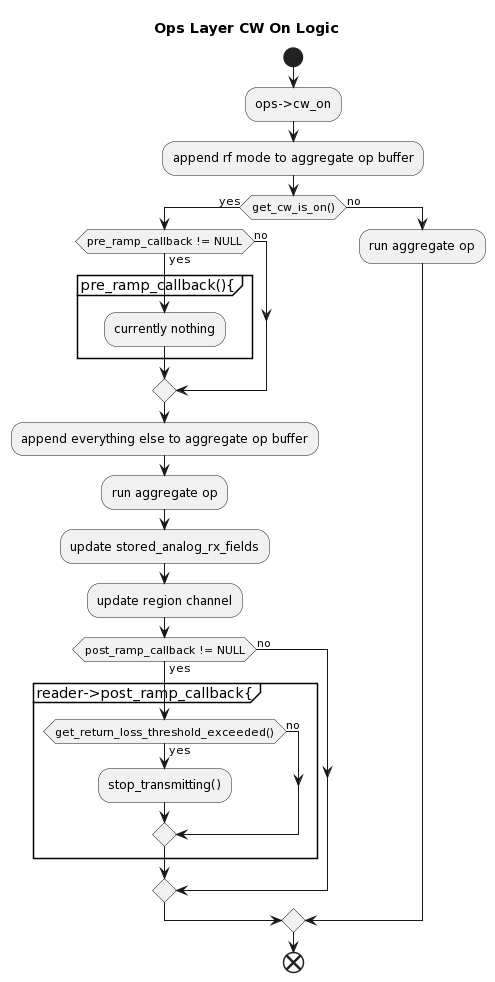 Ops Layer CW On Logic
ops->cw_on
append rf mode to aggregate op buffer
yes
get_cw_is_on()
no
pre_ramp_callback != NULL
no
run aggregate op
yes
pre_ramp_callback(){
currently nothing
append everything else to aggregate op buffer
run aggregate op
update stored_analog_rx_fields
update region channel
post_ramp_callback != NULL
no
yes
reader->post_ramp_callback{
get_return_loss_threshold_exceeded()
no
yes
stop_transmitting()